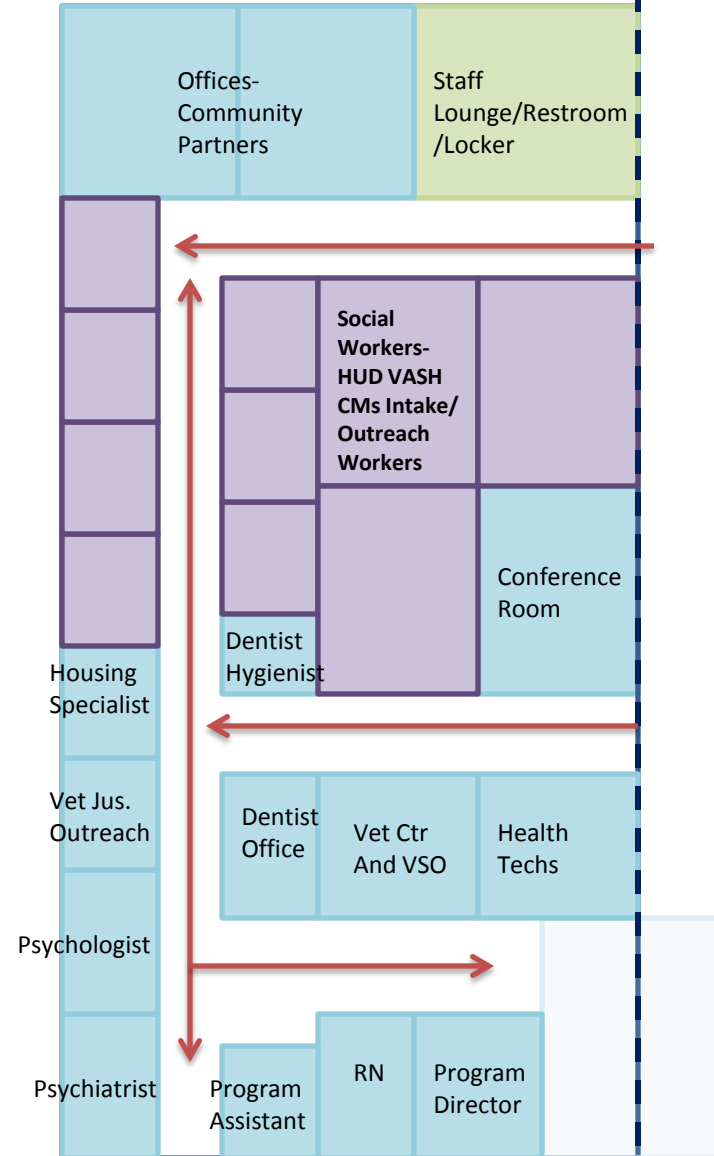 Offices-
Community
Partners
Staff
Lounge/Restroom
/Locker
Social
Workers-
HUD VASH
CMs Intake/
Outreach
Workers
Conference
Room
Dentist
Hygienist
Housing
Specialist
Vet Jus.
Outreach
Dentist
Office
Vet Ctr
And VSO
Health
Techs
Psychologist
Psychiatrist
Program
Assistant
RN
Program
Director